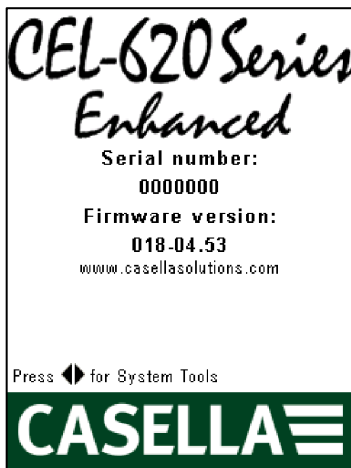 CEL-620 Series
Enhanced
Serial number:
0000000
Firmware version:
018-04.53
www.casellasolutions.com
Press ◀▶ for System Tools
CASELLA